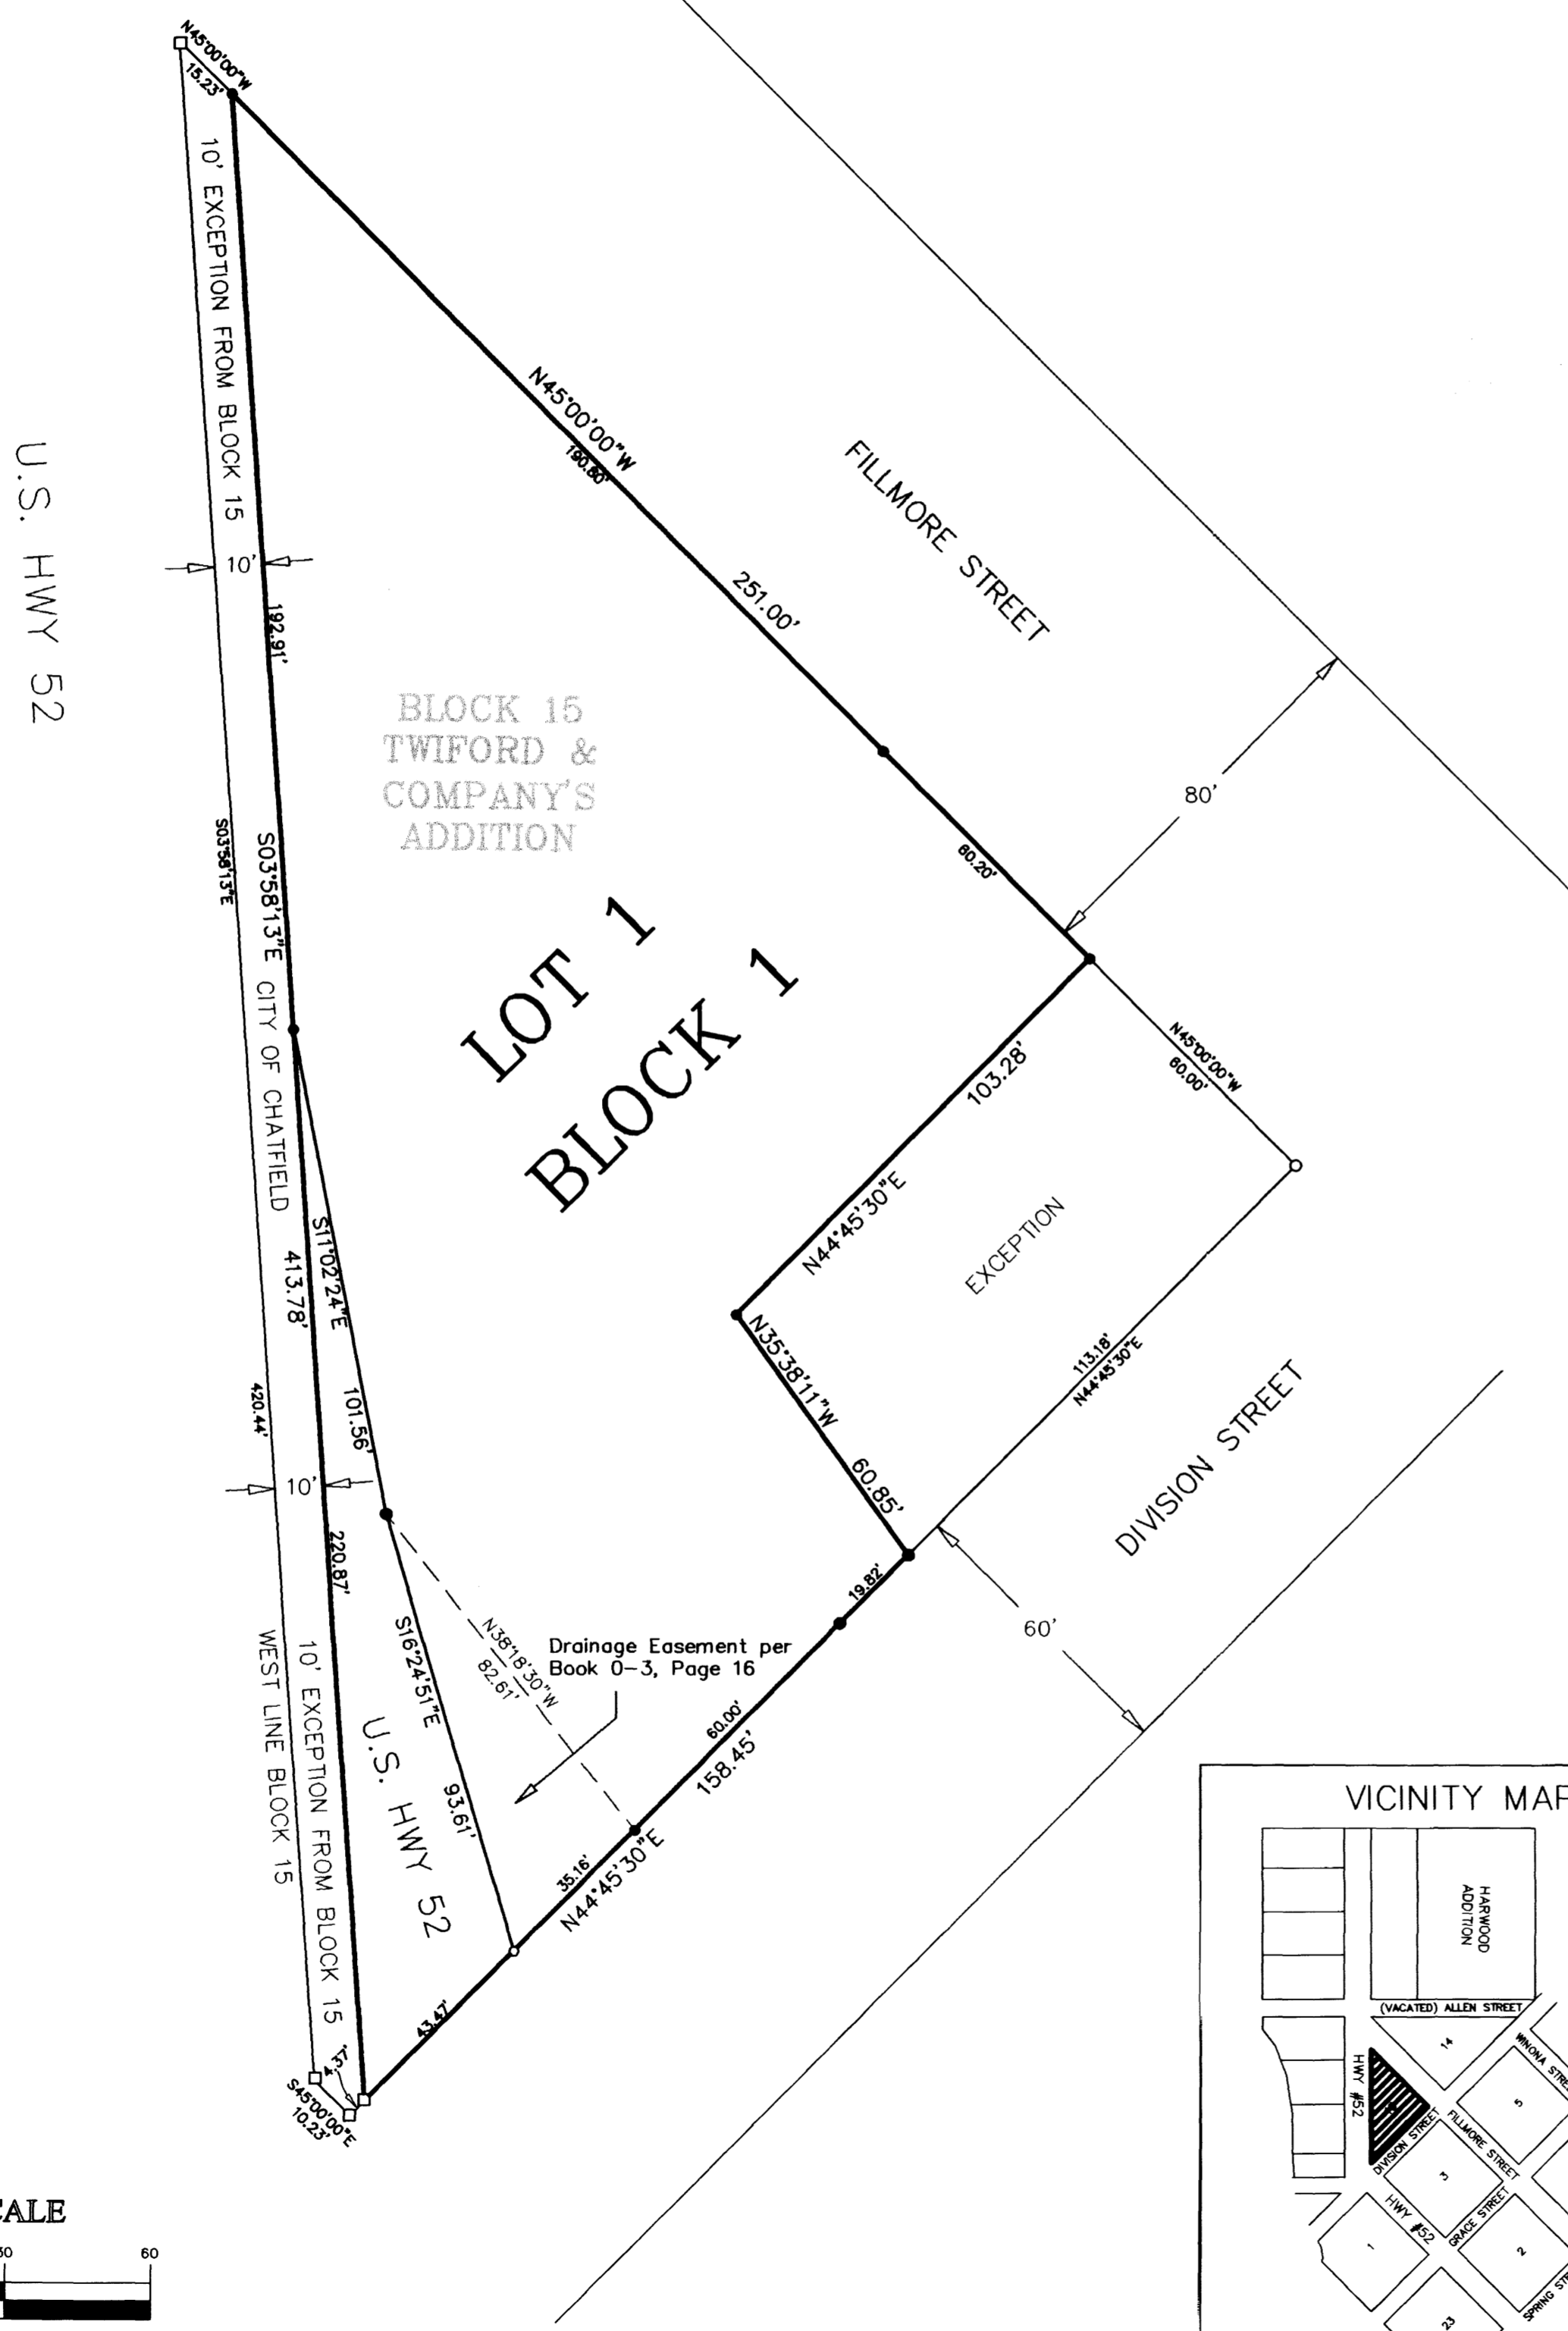 N45°00'00"W
15.23'
10' EXCEPTION FROM BLOCK 15
U.S. HWY 52
10'
192.91'
N45°00'00"W
190.80'
251.00'
FILLMORE STREET
80'
60.20'
BLOCK 15
TWIFORD &
COMPANY'S
ADDITION
S03°58'13"E
S03°58'13"E CITY OF CHATFIELD 413.78'
LOT 1
BLOCK 1
N45°00'00"W
60.00'
103.28'
N44°45'30"E
EXCEPTION
S11°02'24"E
101.56'
N35°38'11"W
60.85'
113.18'
N44°45'30"E
DIVISION STREET
420.44'
10'
220.87'
19.82'
60'
Drainage Easement per
Book 0-3, Page 16
N38°18'30"W
82.61'
S16°24'51"E
93.61'
60.00'
158.45'
WEST LINE BLOCK 15
10' EXCEPTION FROM BLOCK 15
U.S. HWY 52
35.16'
N44°45'30"E
43.47'
4.37'
S45°00'00"E
10.23'
60
VICINITY MAP
HARWOOD
ADDITION
(VACATED) ALLEN STREET
14
WINONA
HWY #52
5
DIVISION STREET
FILLMORE STREET
3
HWY #52
GRACE STREET
1
2
SPRING
23